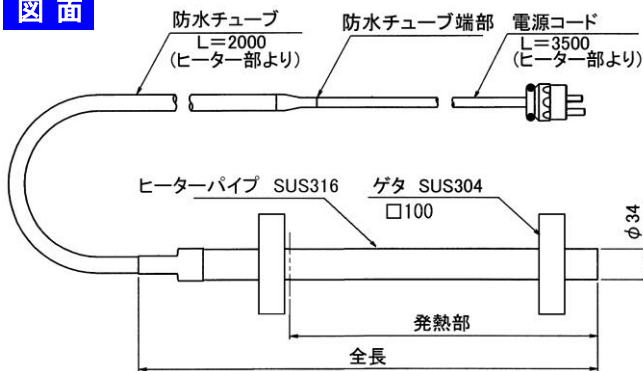 図面
防水チューブ
L=2000
(ヒーター部より)
防水チューブ端部
電源コード
L=3500
(ヒーター部より)
ヒーターパイプ SUS316
ゲタ SUS304
□100
φ34
発熱部
全長